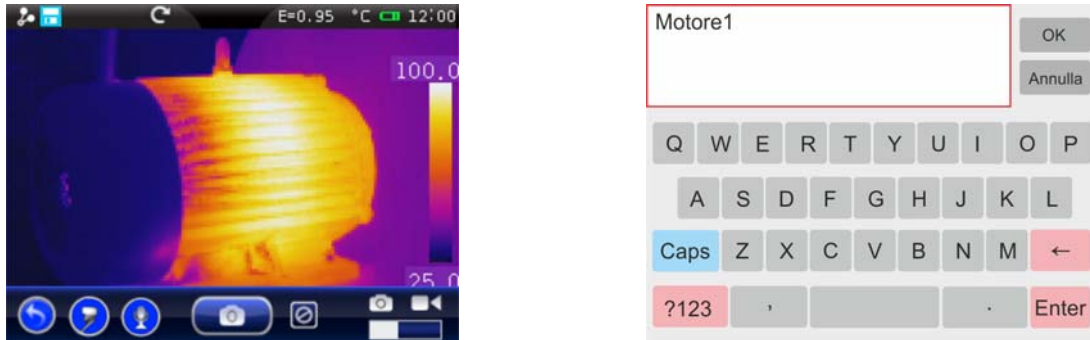 E=0.95 °C 12:00
100.0
25.0
Motore1
OK
Annulla
Q W E R T Y U I O P
A S D F G H J K L
Caps Z X C V B N M ←
?123 , . Enter